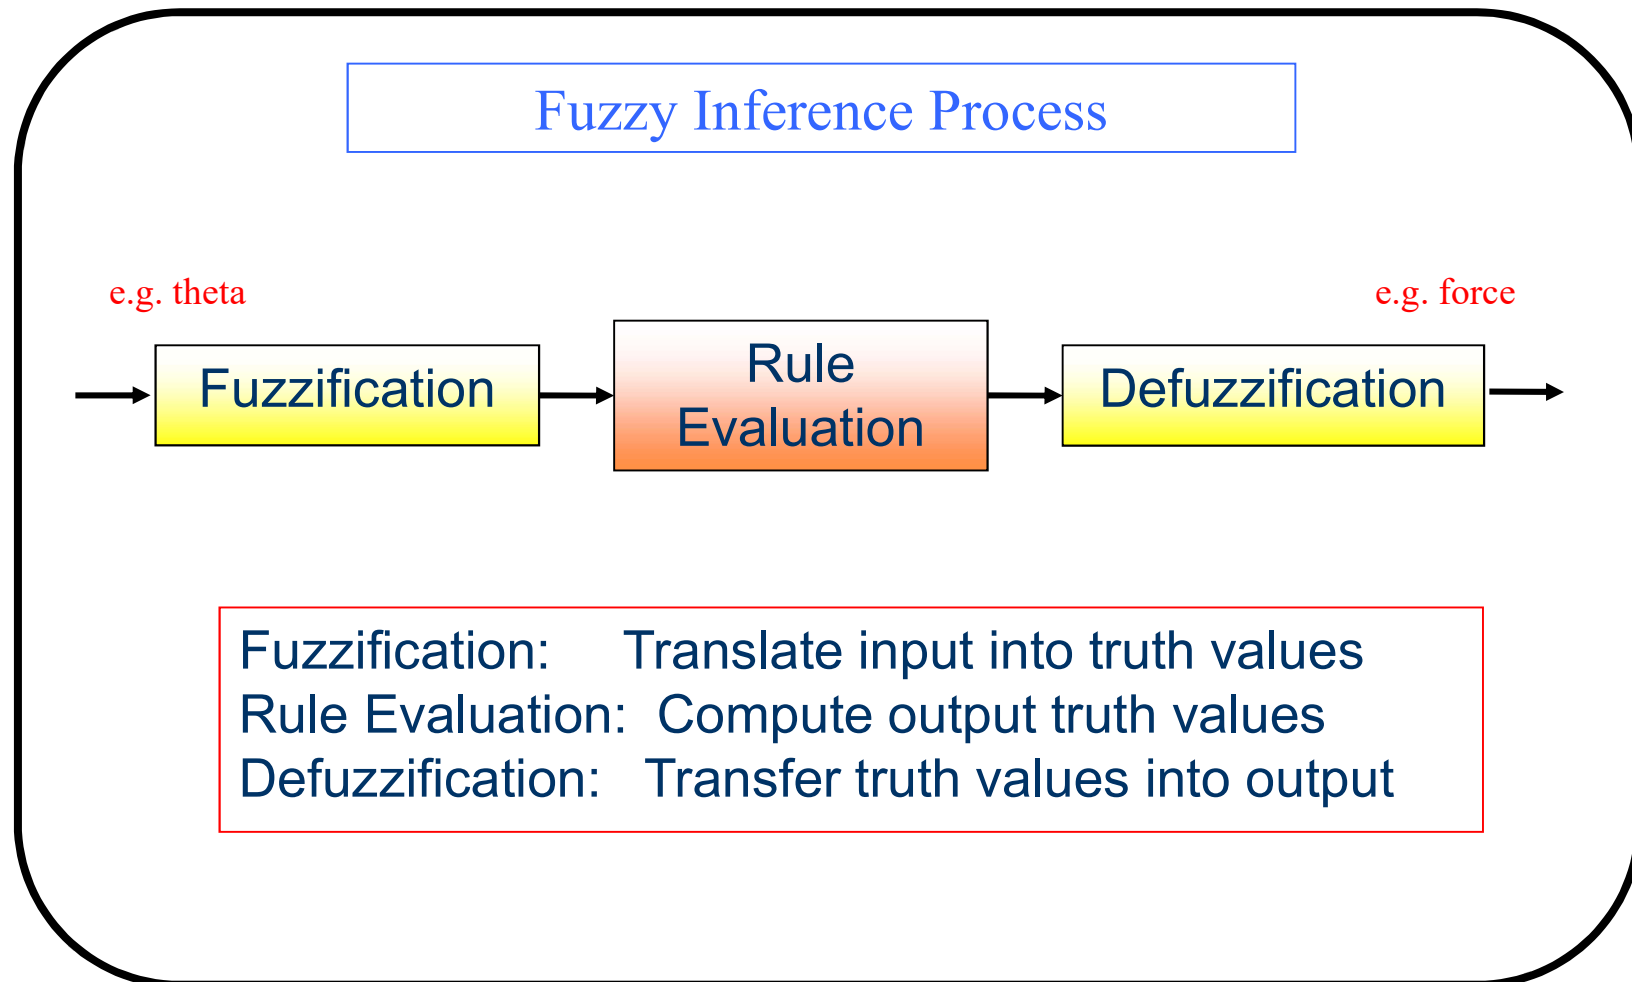 Fuzzy Inference Process
e.g. theta
e.g. force
Fuzzification
Rule
Evaluation
Defuzzification
Fuzzification: Translate input into truth values
Rule Evaluation: Compute output truth values
Defuzzification: Transfer truth values into output